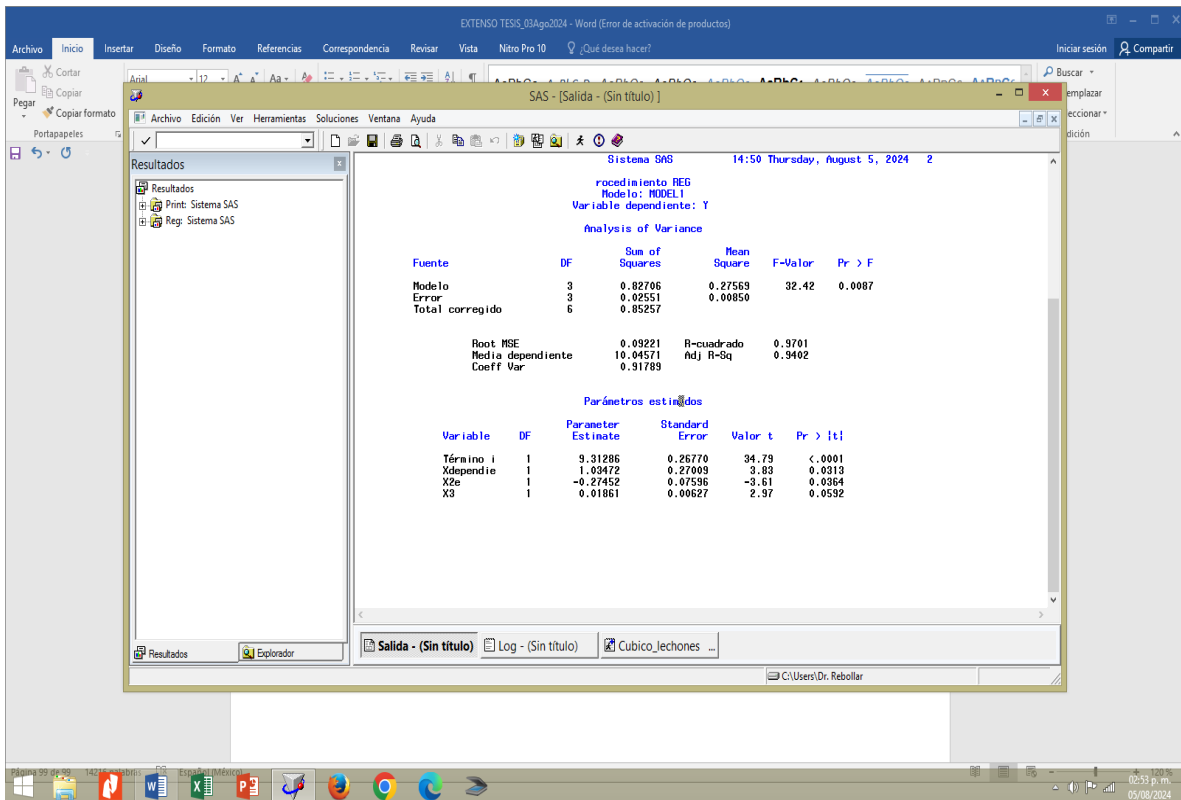 EXTENSO TESIS_03Ago2024 - Word (Error de activación de productos)
Archivo Inicio Insertar Diseño Formato Referencias Correspondencia Revisar Vista Nitro Pro 10 ¿Qué desea hacer? Iniciar sesión Compartir
Cortar
Copiar
Copiar formato
Pegar
Portapapeles
Arial 12
Buscar
emplazar
eccionar
dición
SAS - [Salida - (Sin título) ]
Archivo Edición Ver Herramientas Soluciones Ventana Ayuda
Resultados
Resultados
Print: Sistema SAS
Reg: Sistema SAS
Sistema SAS 14:50 Thursday, August 5, 2024 2
rocedimiento REG
Modelo: MODEL1
Variable dependiente: Y
Analysis of Variance
Sum of Mean
Fuente DF Squares Square F-Valor Pr > F
Modelo 3 0.82706 0.27569 32.42 0.0087
Error 3 0.02551 0.00850
Total corregido 6 0.85257
Root MSE 0.09221 R-cuadrado 0.9701
Media dependiente 10.04571 Adj R-Sq 0.9402
Coeff Var 0.91789
Parámetros estimados
Parameter Standard
Variable DF Estimate Error Valor t Pr > |t|
Término i 1 9.31286 0.26770 34.79 <.0001
Xdependie 1 1.03472 0.27009 3.83 0.0313
X2e 1 -0.27452 0.07596 -3.61 0.0364
X3 1 0.01861 0.00627 2.97 0.0592
Resultados Explorador
Salida - (Sin título) Log - (Sin título) Cubico_lechones ...
C:\Users\Dr. Rebollar
Página 99 de 99 Español (México) 120%
02:53 p. m.
05/08/2024